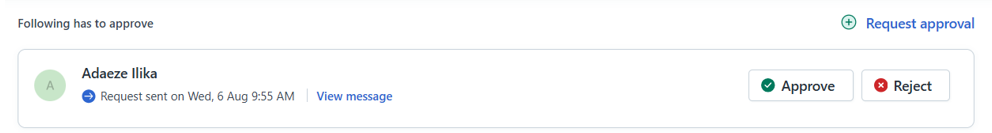 Following has to approve
Request approval
A
Adaeze Ilika
Request sent on Wed, 6 Aug 9:55 AM
View message
Approve
Reject